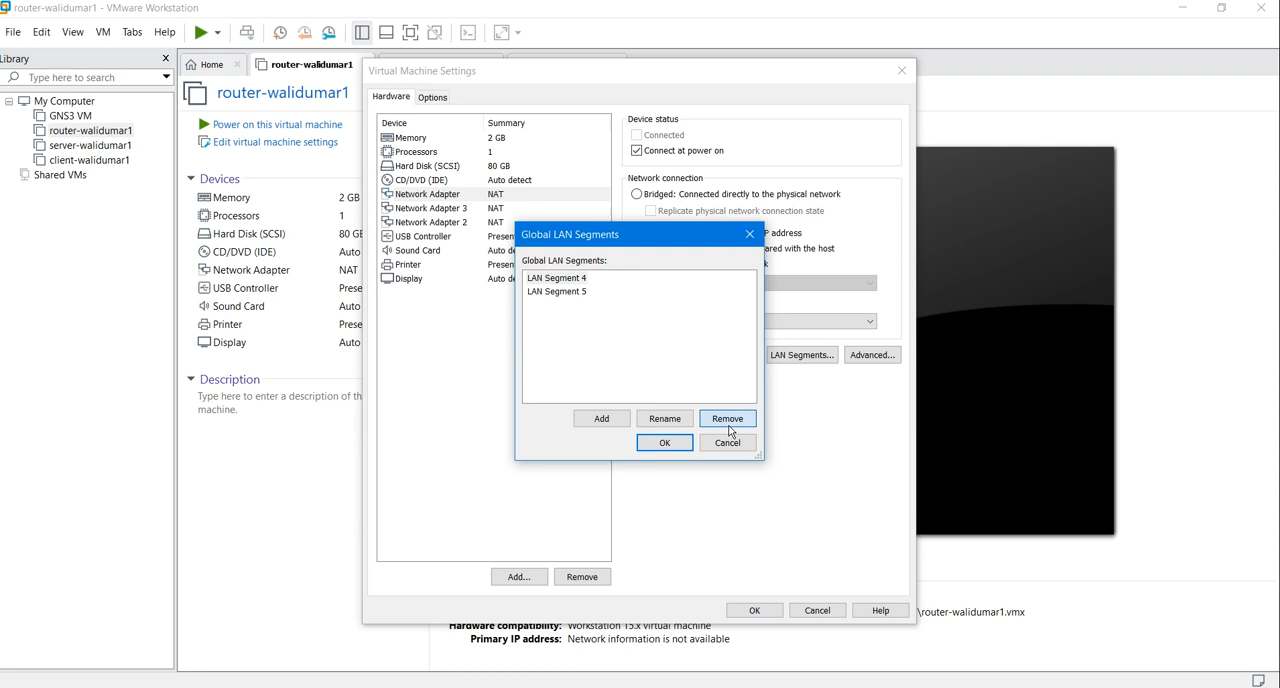 router-walidumar1 - VMware Workstation
File Edit View VM Tabs Help
Library
Home router-walidumar1
Type here to search
My Computer
GNS3 VM
router-walidumar1
server-walidumar1
client-walidumar1
Shared VMs
router-walidumar1
Power on this virtual machine
Edit virtual machine settings
Devices
Memory 2 GB
Processors 1
Hard Disk (SCSI) 80 GB
CD/DVD (IDE) Auto
Network Adapter NAT
USB Controller Prese
Sound Card Auto
Printer Prese
Display Auto
Description
Type here to enter a description of th
machine.
Virtual Machine Settings
Hardware Options
Device Summary
Memory 2 GB
Processors 1
Hard Disk (SCSI) 80 GB
CD/DVD (IDE) Auto detect
Network Adapter NAT
Network Adapter 3 NAT
Network Adapter 2 NAT
USB Controller Presen
Sound Card Auto de
Printer Presen
Display Auto de
Add... Remove
Device status
Connected
Connect at power on
Network connection
Bridged: Connected directly to the physical network
Replicate physical network connection state
P address
ared with the host
k
LAN Segments... Advanced...
Global LAN Segments
Global LAN Segments:
LAN Segment 4
LAN Segment 5
Add Rename Remove
OK Cancel
OK Cancel Help
\router-walidumar1.vmx
Hardware compatibility: Workstation 15.x virtual machine
Primary IP address: Network information is not available